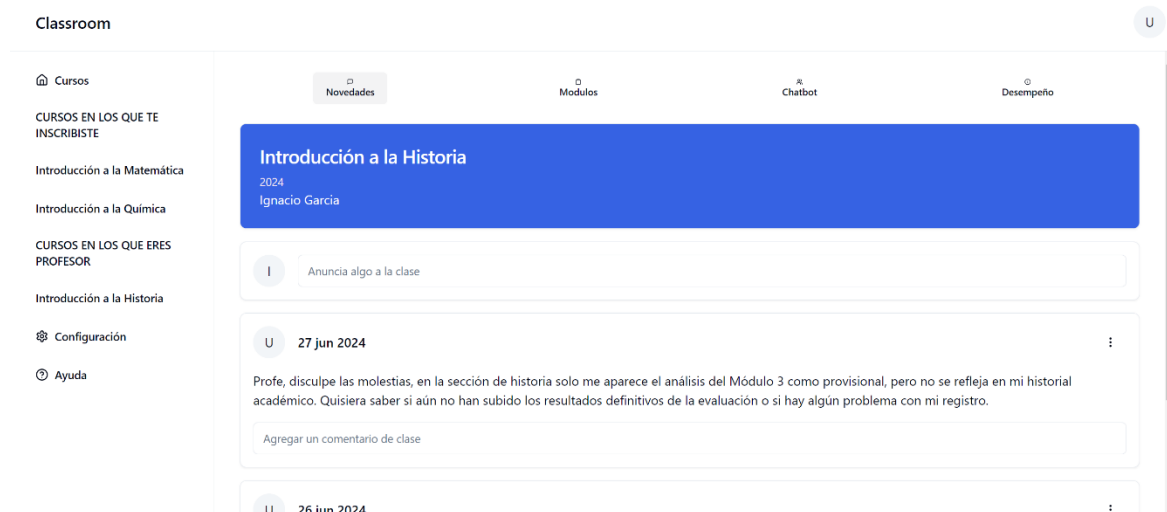 Classroom
U
Cursos
CURSOS EN LOS QUE TE
INSCRIBISTE
Introducción a la Matemática
Introducción a la Química
CURSOS EN LOS QUE ERES
PROFESOR
Introducción a la Historia
Configuración
Ayuda
Novedades
Modulos
Chatbot
Desempeño
Introducción a la Historia
2024
Ignacio García
I
Anuncia algo a la clase
U
27 jun 2024
Profe, disculpe las molestias, en la sección de historia solo me aparece el análisis del Módulo 3 como provisional, pero no se refleja en mi historial
académico. Quisiera saber si aún no han subido los resultados definitivos de la evaluación o si hay algún problema con mi registro.
Agregar un comentario de clase
U
26 jun 2024